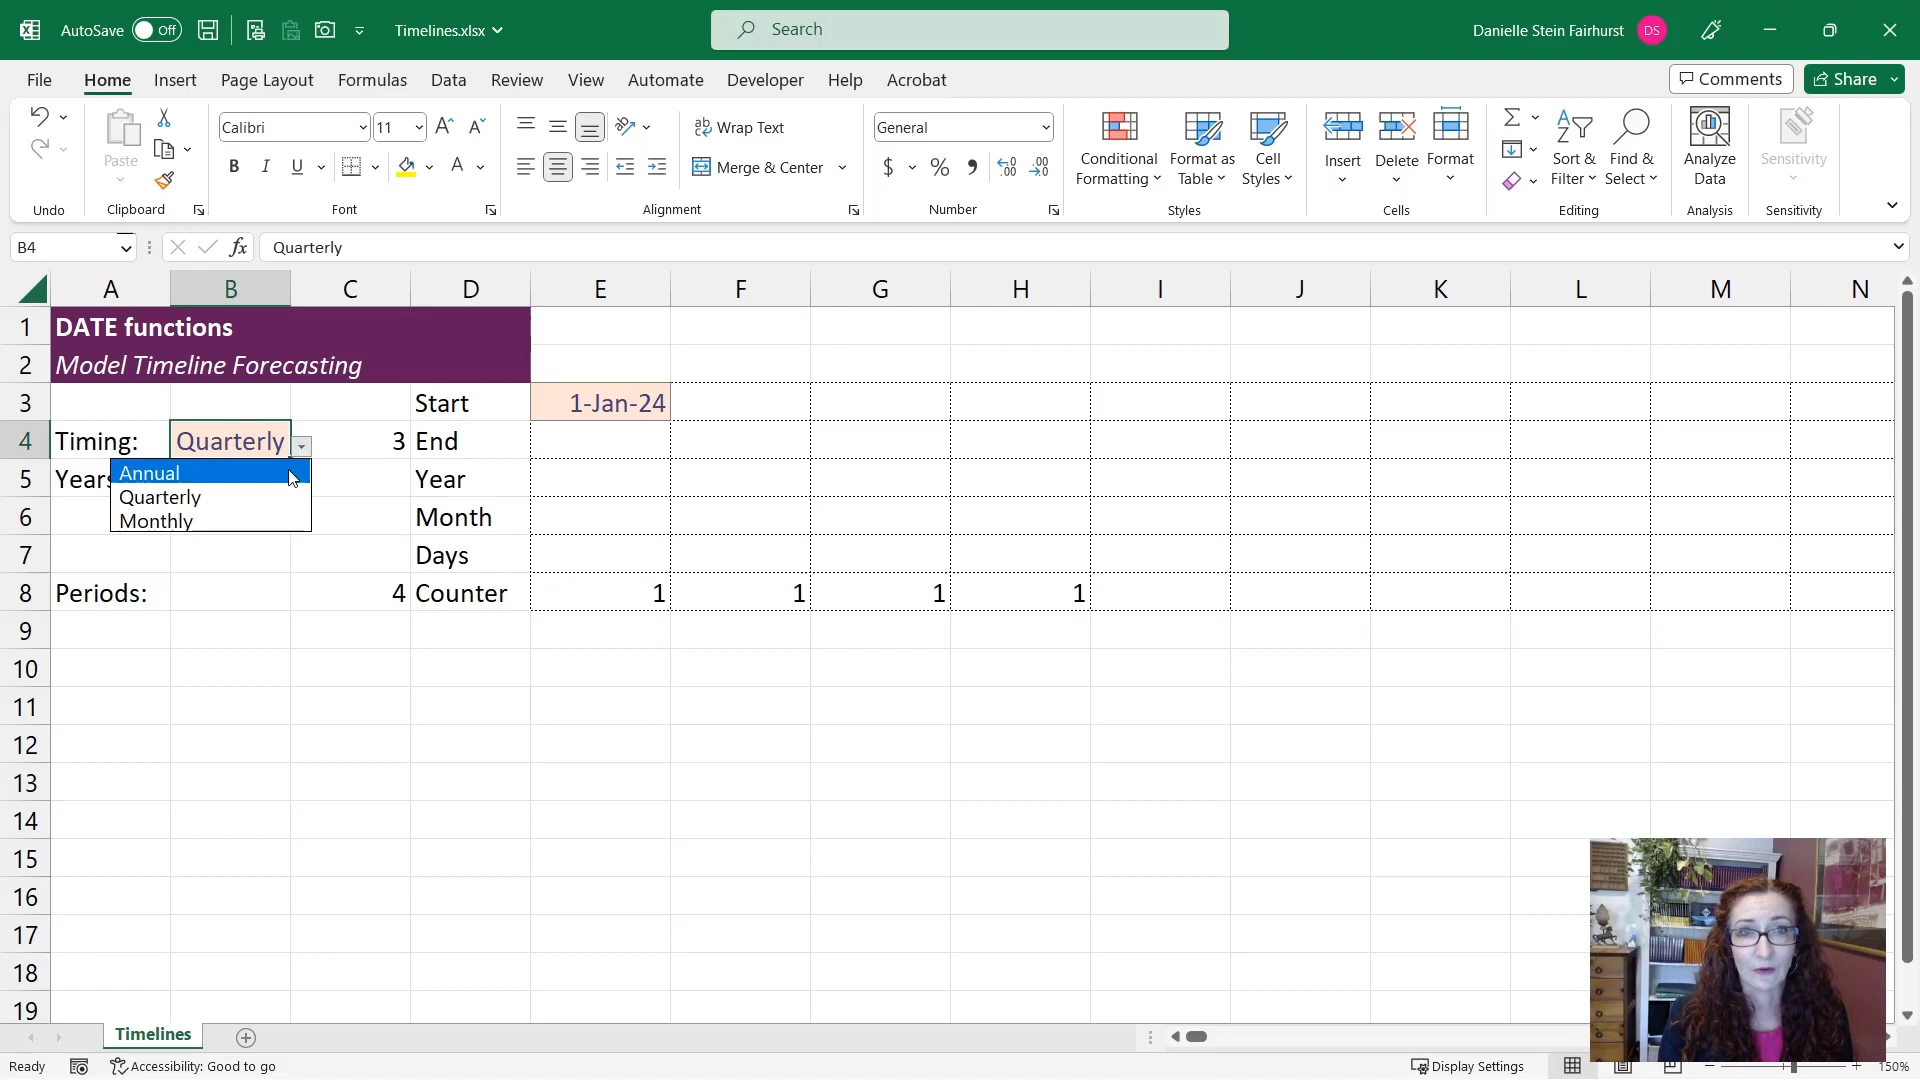 AutoSave Off Timelines.xlsx Search Danielle Stein Fairhurst DS
File Home Insert Page Layout Formulas Data Review View Automate Developer Help Acrobat Comments Share
Calibri 11 Wrap Text General
Paste B I U Merge & Center $ % Conditional Formatting Format as Table Cell Styles Insert Delete Format Sort & Filter Find & Select Analyze Data Sensitivity
Undo Clipboard Font Alignment Number Styles Cells Editing Analysis Sensitivity
B4 fx Quarterly
A B C D E F G H I J K L M N
1 DATE functions
2 Model Timeline Forecasting
3 Start 1-Jan-24
4 Timing: Quarterly 3 End
5 Years Annual Year
Quarterly
6 Monthly Month
7 Days
8 Periods: 4 Counter 1 1 1 1
9
10
11
12
13
14
15
16
17
18
19
Timelines
Ready Accessibility: Good to go Display Settings 150%